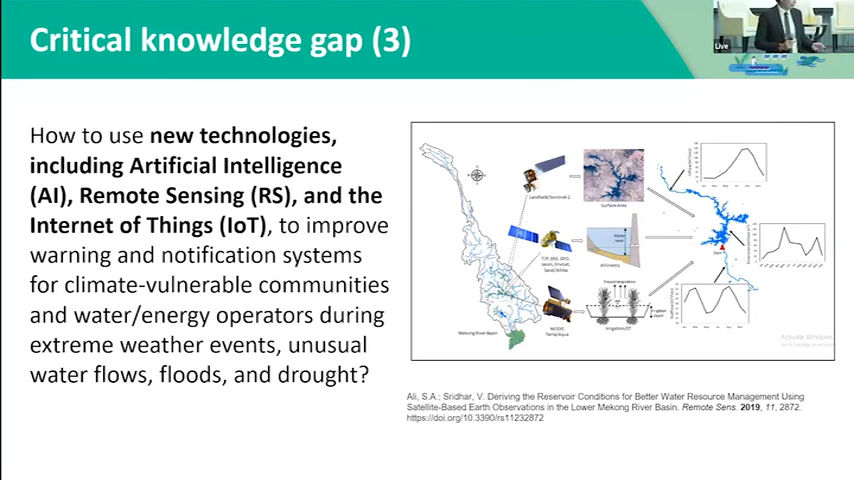 Critical knowledge gap (3)
Live
How to use new technologies,
including Artificial Intelligence
(AI), Remote Sensing (RS), and the
Internet of Things (IoT), to improve
warning and notification systems
for climate-vulnerable communities
and water/energy operators during
extreme weather events, unusual
water flows, floods, and drought?
Landsat8/Sentinel-2
Surface Area
Altimetry
Evapotranspiration
Irrigation/ET
MODIS
Terra/Aqua
Mekong River Basin
Activate Windows
Ali, S.A.; Sridhar, V. Deriving the Reservoir Conditions for Better Water Resource Management Using
Satellite-Based Earth Observations in the Lower Mekong River Basin. Remote Sens. 2019, 11, 2872.
https://doi.org/10.3390/rs11232872